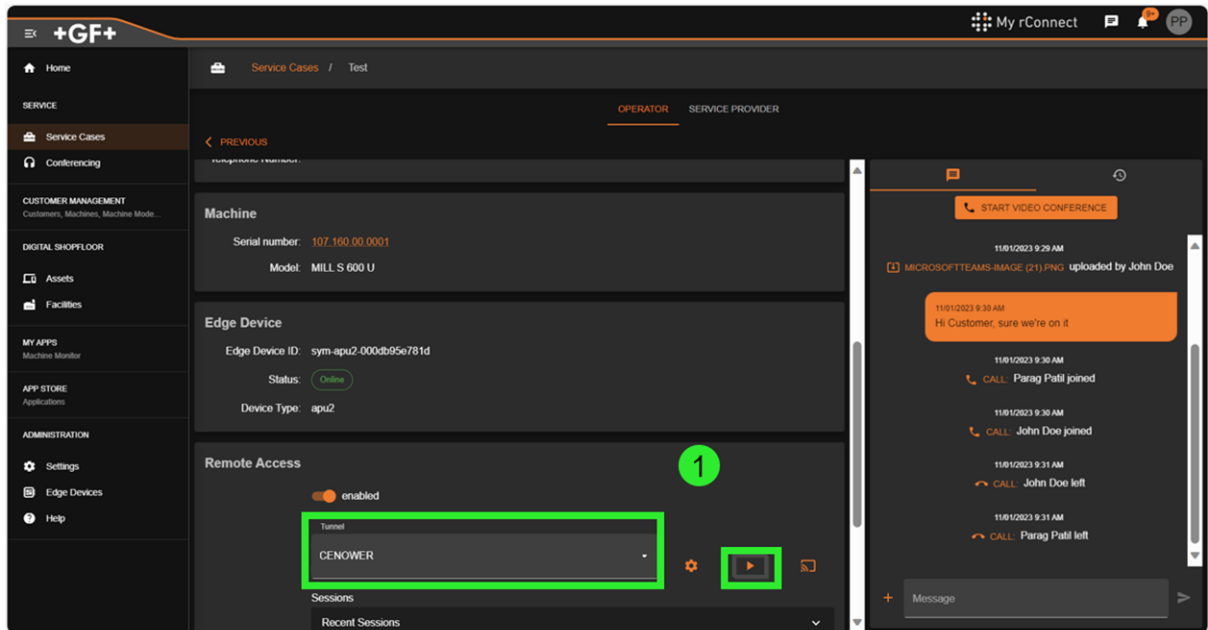 +GF+
My rConnect
9+
PP
Home
Service Cases / Test
SERVICE
OPERATOR SERVICE PROVIDER
Service Cases
PREVIOUS
Conferencing
Telephone Number:
START VIDEO CONFERENCE
CUSTOMER MANAGEMENT
Customers, Machines, Machine Mode...
Machine
Serial number: 107.160.00.0001
Model: MILL S 600 U
DIGITAL SHOPFLOOR
Assets
Facilities
11/01/2023 9:29 AM
MICROSOFTTEAMS-IMAGE (21).PNG uploaded by John Doe
11/01/2023 9:30 AM
Hi Customer, sure we're on it
Edge Device
Edge Device ID: sym-apu2-000db95e781d
Status: Online
Device Type: apu2
MY APPS
Machine Monitor
APP STORE
Applications
11/01/2023 9:30 AM
CALL: Parag Patil joined
11/01/2023 9:30 AM
CALL: John Doe joined
ADMINISTRATION
Settings
Edge Devices
Help
Remote Access
1
enabled
Tunnel
CENOWER
Sessions
Recent Sessions
11/01/2023 9:31 AM
CALL: John Doe left
11/01/2023 9:31 AM
CALL: Parag Patil left
Message